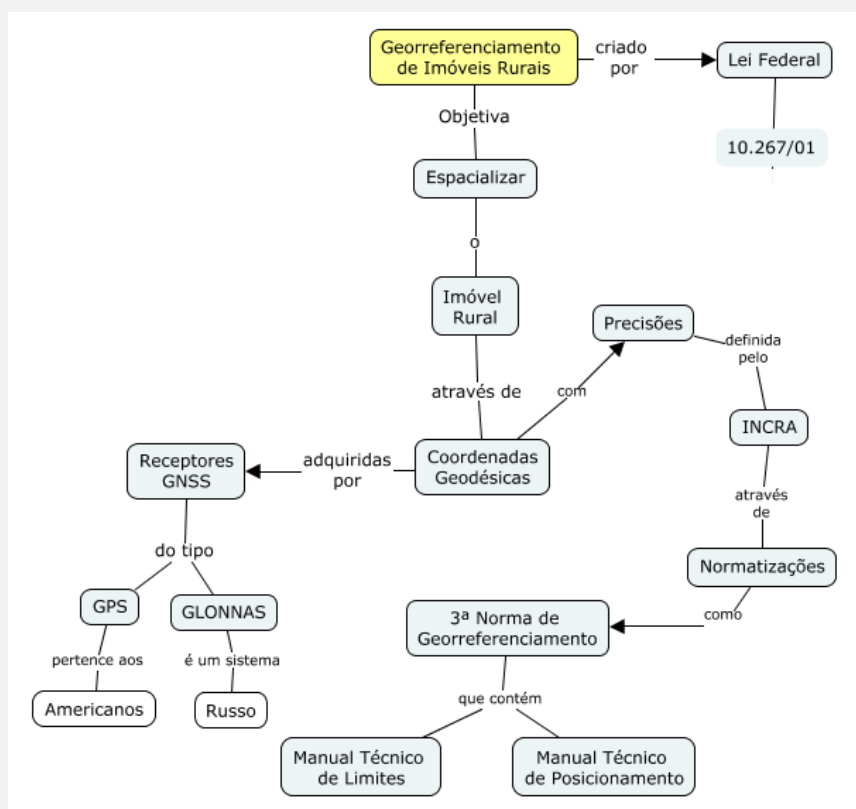 Georreferenciamento
de Imóveis Rurais
criado
por
Lei Federal
10.267/01
Objetiva
Espacializar
o
Imóvel
Rural
através de
Coordenadas
Geodésicas
com
Precisões
definida
pelo
INCRA
através
de
Normatizações
como
3ª Norma de
Georreferenciamento
que contém
Manual Técnico
de Limites
Manual Técnico
de Posicionamento
adquiridas
por
Receptores
GNSS
do tipo
GPS
pertence aos
Americanos
GLONNAS
é um sistema
Russo